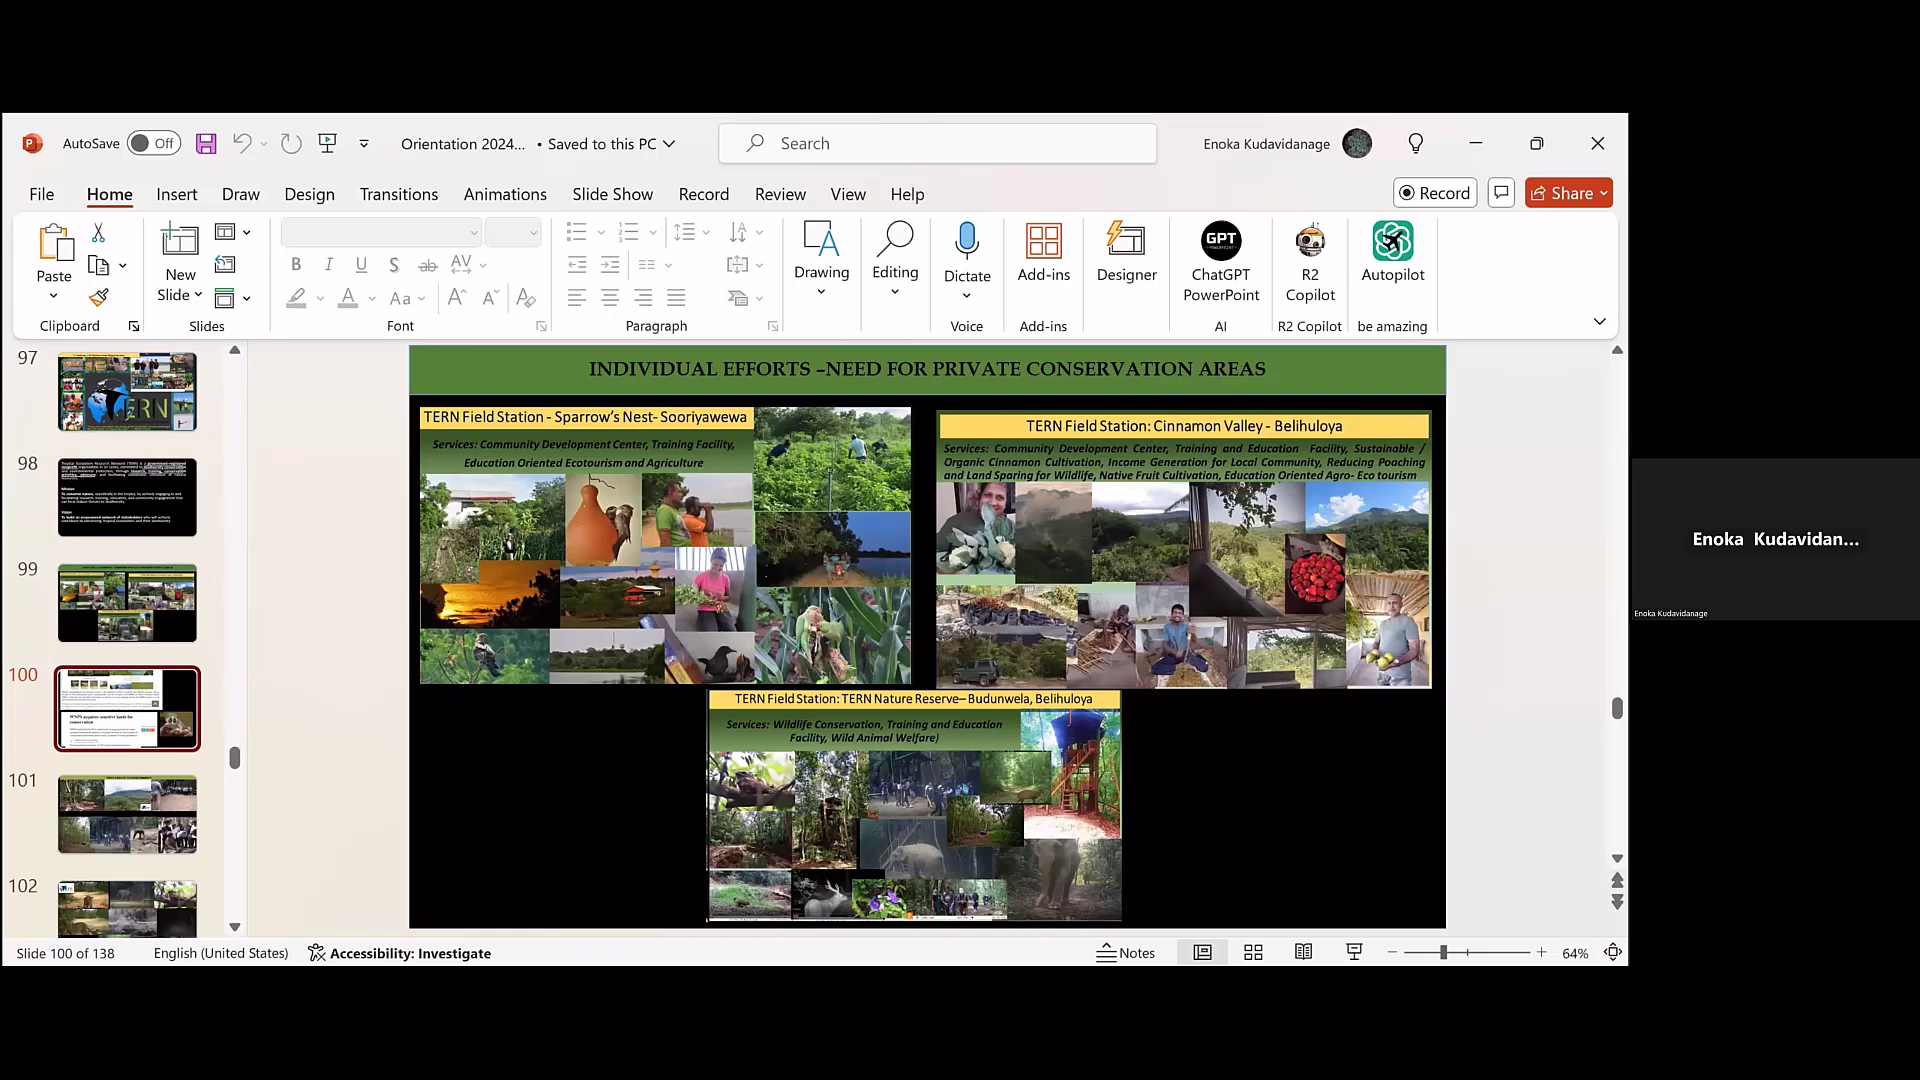 AutoSave Off Orientation 2024... • Saved to this PC Search Enoka Kudavidanage
File Home Insert Draw Design Transitions Animations Slide Show Record Review View Help Record Share
Paste New Slide Drawing Editing Dictate Add-ins Designer ChatGPT PowerPoint R2 Copilot Autopilot
Clipboard Slides Font Paragraph Voice Add-ins AI R2 Copilot be amazing
97
98
99
100
101
102
INDIVIDUAL EFFORTS –NEED FOR PRIVATE CONSERVATION AREAS
TERN Field Station - Sparrow's Nest- Sooriyawewa
Services: Community Development Center, Training Facility,
Education Oriented Ecotourism and Agriculture
TERN Field Station: Cinnamon Valley - Belihuloya
Services: Community Development Center, Training and Education Facility, Sustainable /
Organic Cinnamon Cultivation, Income Generation for Local Community, Reducing Poaching
and Land Sparing for Wildlife, Native Fruit Cultivation, Education Oriented Agro- Eco tourism
TERN Field Station: TERN Nature Reserve– Budunwela, Belihuloya
Services: Wildlife Conservation, Training and Education
Facility, Wild Animal Welfare)
Enoka Kudavidan...
Enoka Kudavidanage
Slide 100 of 138 English (United States) Accessibility: Investigate Notes 64%